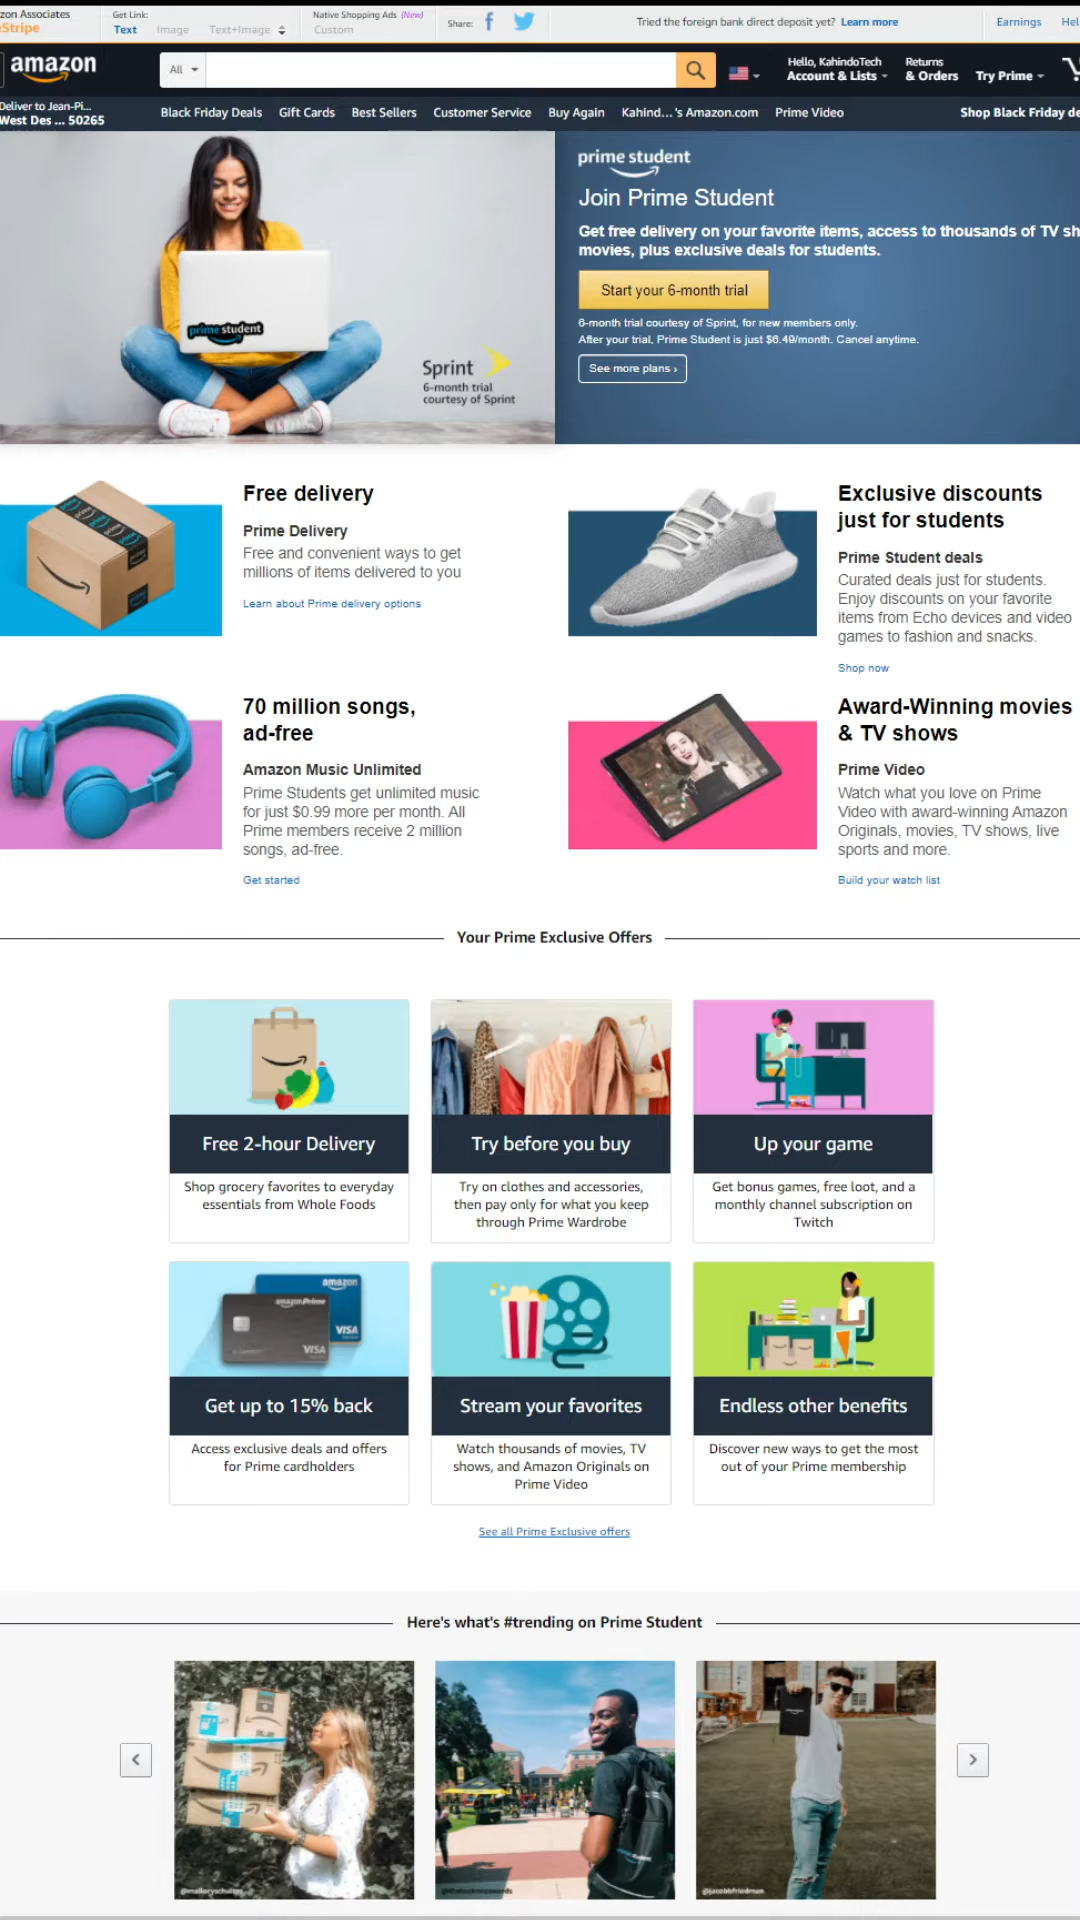 zon Associates
eStripe
Get Link:
Text Image Text+Image
Native Shopping Ads (New)
Custom
Share:
Tried the foreign bank direct deposit yet? Learn more
Earnings
Hel
amazon
All
Hello, KahindoTech
Account & Lists
Returns
& Orders
Try Prime
Deliver to Jean-Pi...
West Des ... 50265
Black Friday Deals Gift Cards Best Sellers Customer Service Buy Again Kahind...'s Amazon.com Prime Video
Shop Black Friday de
prime student
Sprint
6-month trial
courtesy of Sprint
prime student
Join Prime Student
Get free delivery on your favorite items, access to thousands of TV sh
movies, plus exclusive deals for students.
Start your 6-month trial
6-month trial courtesy of Sprint, for new members only.
After your trial, Prime Student is just $6.49/month. Cancel anytime.
See more plans ›
Free delivery
Prime Delivery
Free and convenient ways to get
millions of items delivered to you
Learn about Prime delivery options
Exclusive discounts
just for students
Prime Student deals
Curated deals just for students.
Enjoy discounts on your favorite
items from Echo devices and video
games to fashion and snacks.
Shop now
70 million songs,
ad-free
Amazon Music Unlimited
Prime Students get unlimited music
for just $0.99 more per month. All
Prime members receive 2 million
songs, ad-free.
Get started
Award-Winning movies
& TV shows
Prime Video
Watch what you love on Prime
Video with award-winning Amazon
Originals, movies, TV shows, live
sports and more.
Build your watch list
Your Prime Exclusive Offers
Free 2-hour Delivery
Shop grocery favorites to everyday
essentials from Whole Foods
Try before you buy
Try on clothes and accessories,
then pay only for what you keep
through Prime Wardrobe
Up your game
Get bonus games, free loot, and a
monthly channel subscription on
Twitch
amazon
amazonPrime
VISA
VISA
Get up to 15% back
Access exclusive deals and offers
for Prime cardholders
Stream your favorites
Watch thousands of movies, TV
shows, and Amazon Originals on
Prime Video
Endless other benefits
Discover new ways to get the most
out of your Prime membership
See all Prime Exclusive offers
Here's what's #trending on Prime Student
@malleryschultes
@jacobbfriedman